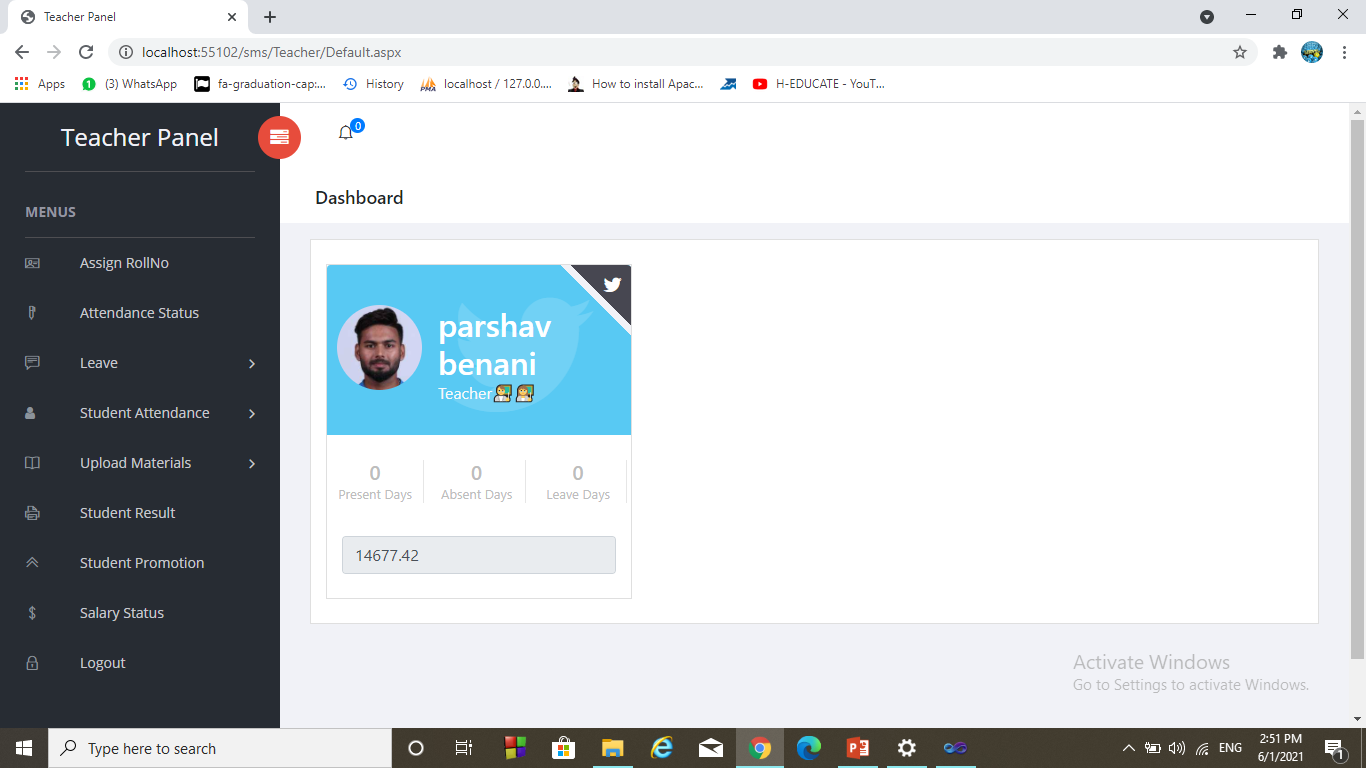 Teacher Panel
localhost:55102/sms/Teacher/Default.aspx
Apps
1
(3) WhatsApp
fa-graduation-cap:...
History
PMA
localhost / 127.0.0....
How to install Apac...
H-EDUCATE - YouT...
Teacher Panel
0
Dashboard
MENUS
Assign RollNo
Attendance Status
Leave
Student Attendance
Upload Materials
Student Result
Student Promotion
Salary Status
Logout
parshav
benani
Teacher
0
Present Days
0
Absent Days
0
Leave Days
14677.42
Activate Windows
Go to Settings to activate Windows.
Type here to search
ENG
2:51 PM
6/1/2021
1